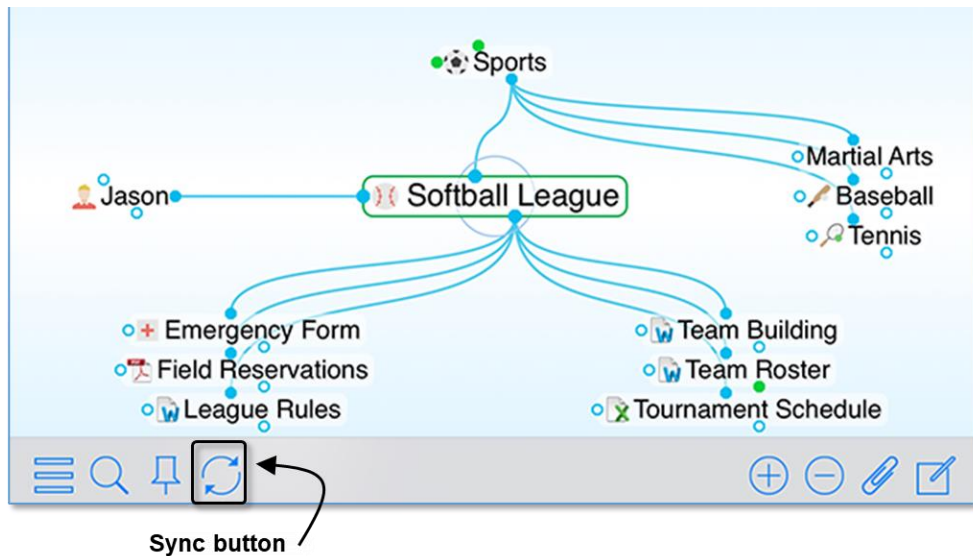 Sports
Martial Arts
Jason
Softball League
Baseball
Tennis
Emergency Form
Team Building
Field Reservations
Team Roster
League Rules
Tournament Schedule
Sync button